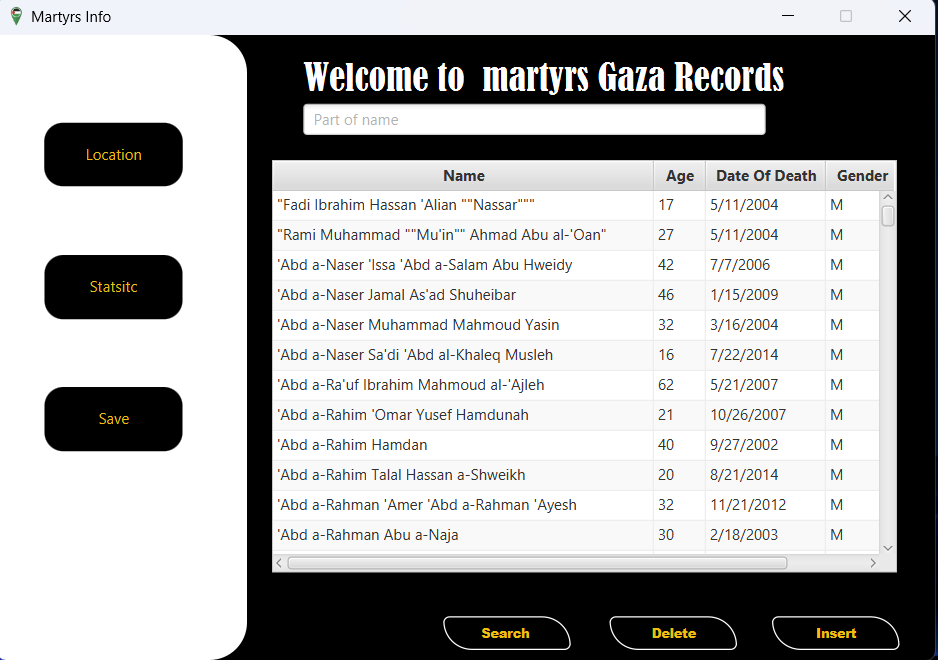 Martyrs Info
Welcome to martyrs Gaza Records
Part of name
Location
Statsitc
Save
Name Age Date Of Death Gender
"Fadi Ibrahim Hassan 'Alian ""Nassar""" 17 5/11/2004 M
"Rami Muhammad ""Mu'in"" Ahmad Abu al-'Oan" 27 5/11/2004 M
'Abd a-Naser 'Issa 'Abd a-Salam Abu Hweidy 42 7/7/2006 M
'Abd a-Naser Jamal As'ad Shuheibar 46 1/15/2009 M
'Abd a-Naser Muhammad Mahmoud Yasin 32 3/16/2004 M
'Abd a-Naser Sa'di 'Abd al-Khaleq Musleh 16 7/22/2014 M
'Abd a-Ra'uf Ibrahim Mahmoud al-'Ajleh 62 5/21/2007 M
'Abd a-Rahim 'Omar Yusef Hamdunah 21 10/26/2007 M
'Abd a-Rahim Hamdan 40 9/27/2002 M
'Abd a-Rahim Talal Hassan a-Shweikh 20 8/21/2014 M
'Abd a-Rahman 'Amer 'Abd a-Rahman 'Ayesh 32 11/21/2012 M
'Abd a-Rahman Abu a-Naja 30 2/18/2003 M
Search Delete Insert